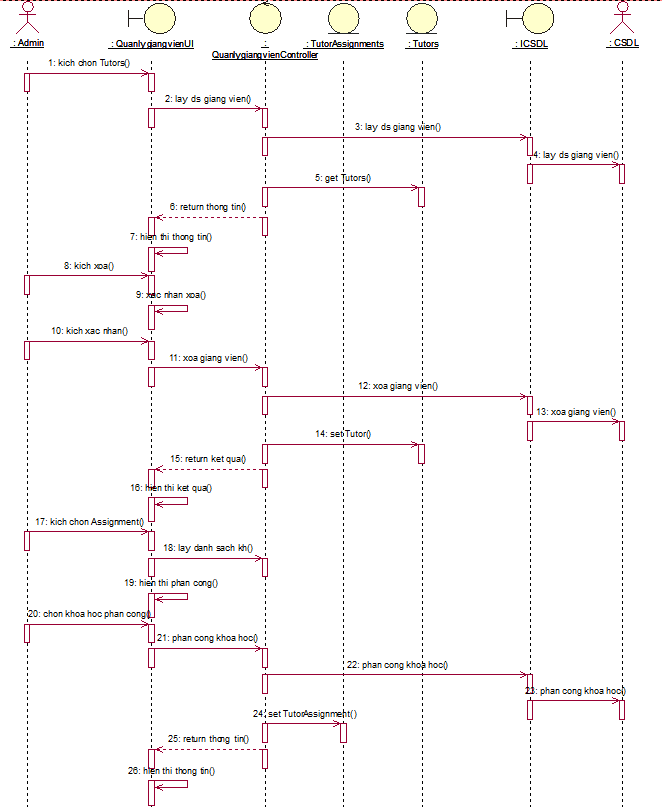 : Admin
: QuanlygiangvienUI
:
QuanlygiangvienController
: TutorAssignments
: Tutors
: ICSDL
: CSDL
1: kich chon Tutors()
2: lay ds giang vien()
3: lay ds giang vien()
4: lay ds giang vien()
5: get Tutors()
6: return thong tin()
7: hien thi thong tin()
8: kich xoa()
9: xac nhan xoa()
10: kich xac nhan()
11: xoa giang vien()
12: xoa giang vien()
13: xoa giang vien()
14: set Tutor()
15: return ket qua()
16: hien thi ket qua()
17: kich chon Assignment()
18: lay danh sach kh()
19: hien thi phan cong()
20: chon khoa hoc phan cong()
21: phan cong khoa hoc()
22: phan cong khoa hoc()
23: phan cong khoa hoc()
24: set TutorAssignment()
25: return thong tin()
26: hien thi thong tin()